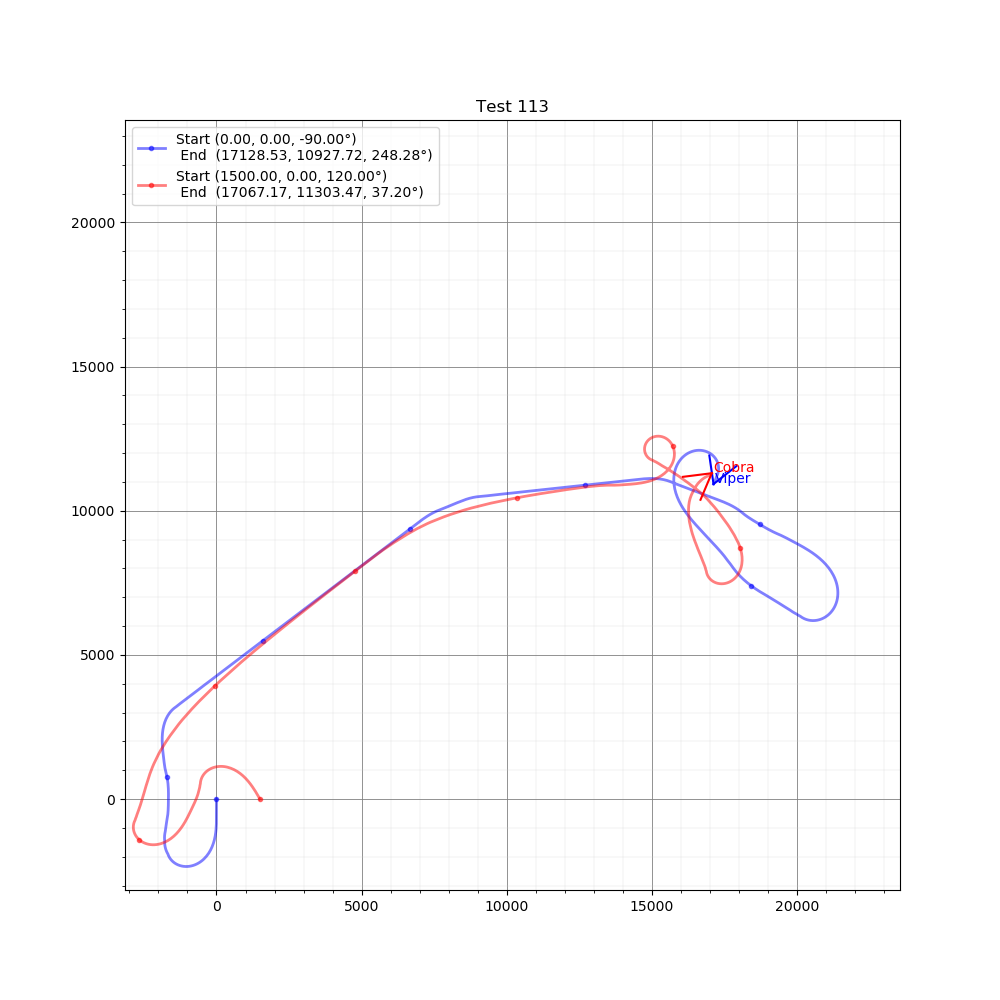 Test 113
Start (0.00, 0.00, -90.00°)
End  (17128.53, 10927.72, 248.28°)
Start (1500.00, 0.00, 120.00°)
End  (17067.17, 11303.47, 37.20°)
20000
15000
10000
5000
0
Cobra
Viper
0 5000 10000 15000 20000